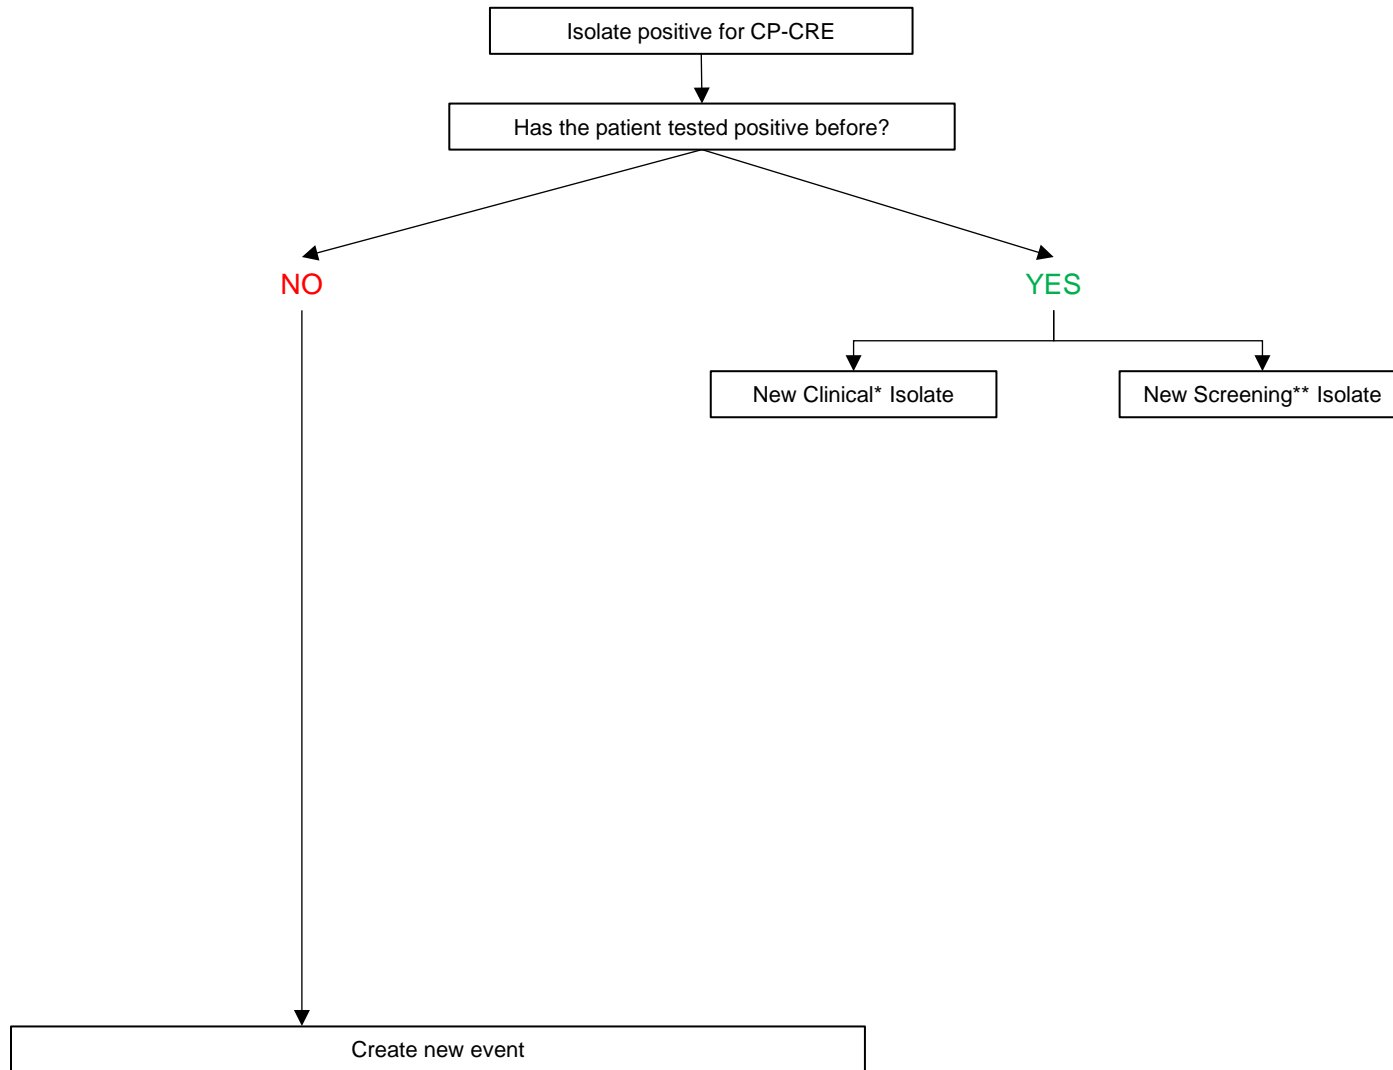 Isolate positive for CP-CRE
Has the patient tested positive before?
NO
YES
New Clinical* Isolate
New Screening** Isolate
Create new event